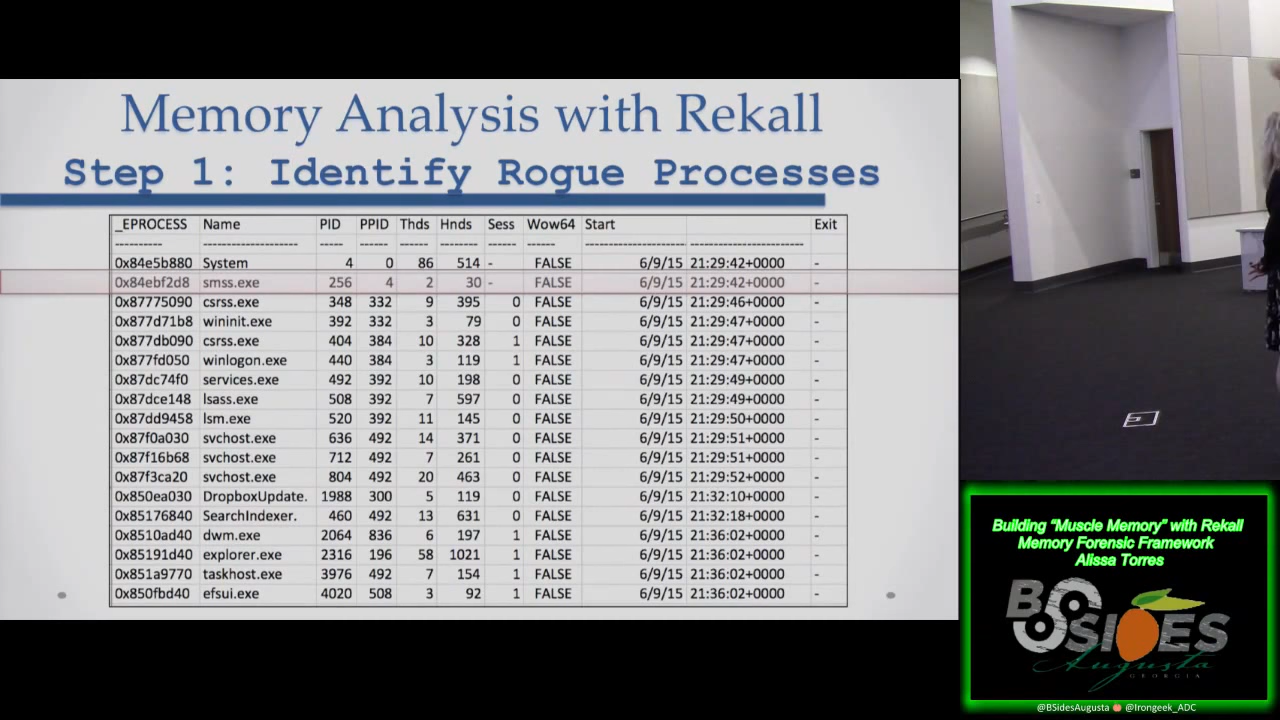 Memory Analysis with Rekall
Step 1: Identify Rogue Processes
_EPROCESS Name PID PPID Thds Hnds Sess Wow64 Start Exit
---------- -------------------- ----- ------ ------ -------- ------ ------ ------------------------ ------------------------
0x84e5b880 System 4 0 86 514 - FALSE 6/9/15 21:29:42+0000 -
0x84ebf2d8 smss.exe 256 4 2 30 - FALSE 6/9/15 21:29:42+0000 -
0x87775090 csrss.exe 348 332 9 395 0 FALSE 6/9/15 21:29:46+0000 -
0x877d71b8 wininit.exe 392 332 3 79 0 FALSE 6/9/15 21:29:47+0000 -
0x877db090 csrss.exe 404 384 10 328 1 FALSE 6/9/15 21:29:47+0000 -
0x877fd050 winlogon.exe 440 384 3 119 1 FALSE 6/9/15 21:29:47+0000 -
0x87dc74f0 services.exe 492 392 10 198 0 FALSE 6/9/15 21:29:49+0000 -
0x87dce148 lsass.exe 508 392 7 597 0 FALSE 6/9/15 21:29:49+0000 -
0x87dd9458 lsm.exe 520 392 11 145 0 FALSE 6/9/15 21:29:50+0000 -
0x87f0a030 svchost.exe 636 492 14 371 0 FALSE 6/9/15 21:29:51+0000 -
0x87f16b68 svchost.exe 712 492 7 261 0 FALSE 6/9/15 21:29:51+0000 -
0x87f3ca20 svchost.exe 804 492 20 463 0 FALSE 6/9/15 21:29:52+0000 -
0x850ea030 DropboxUpdate. 1988 300 5 119 0 FALSE 6/9/15 21:32:10+0000 -
0x85176840 SearchIndexer. 460 492 13 631 0 FALSE 6/9/15 21:32:18+0000 -
0x8510ad40 dwm.exe 2064 836 6 197 1 FALSE 6/9/15 21:36:02+0000 -
0x85191d40 explorer.exe 2316 196 58 1021 1 FALSE 6/9/15 21:36:02+0000 -
0x851a9770 taskhost.exe 3976 492 7 154 1 FALSE 6/9/15 21:36:02+0000 -
0x850fbd40 efsui.exe 4020 508 3 92 1 FALSE 6/9/15 21:36:02+0000 -
Building "Muscle Memory" with Rekall
Memory Forensic Framework
Alissa Torres
BSIDES
Augusta
GEORGIA
@BSidesAugusta @Irongeek_ADC